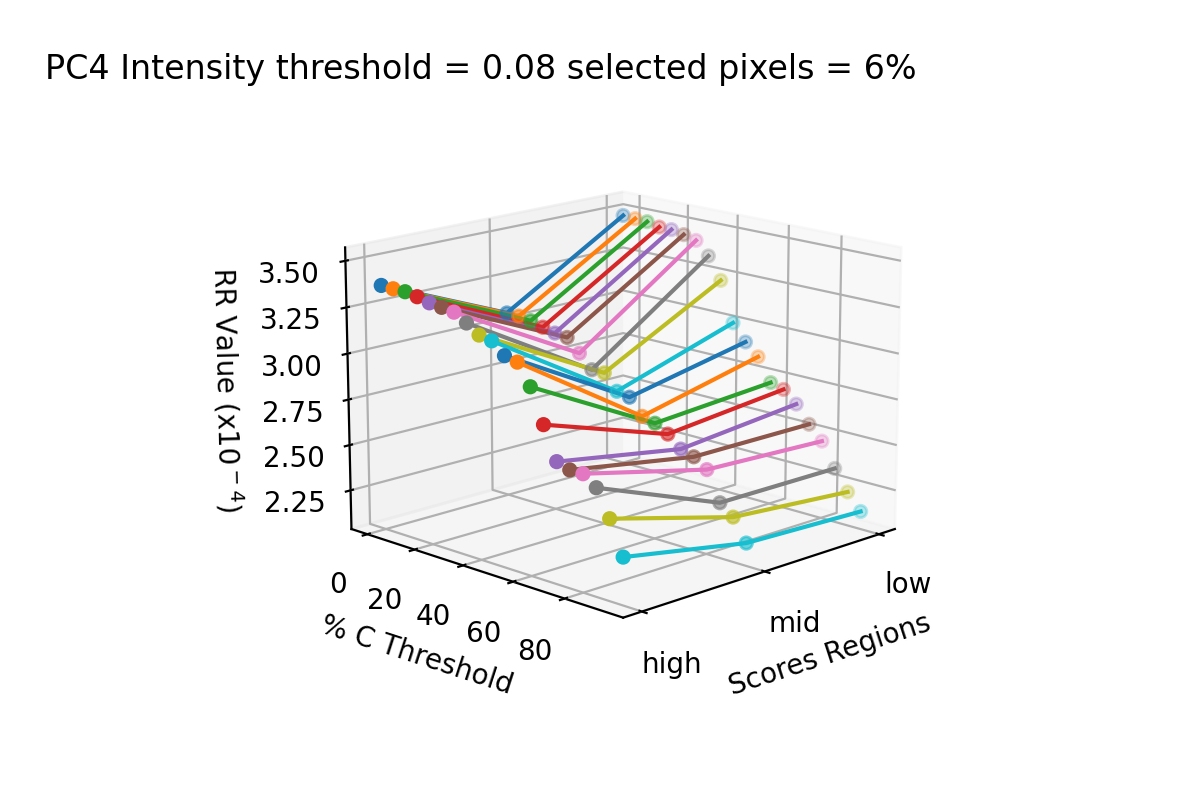 PC4 Intensity threshold = 0.08 selected pixels = 6%
3.50
3.25
3.00
2.75
2.50
2.25
RR Value (x10⁻⁴)
0
20
40
60
80
% C Threshold
high
mid
low
Scores Regions